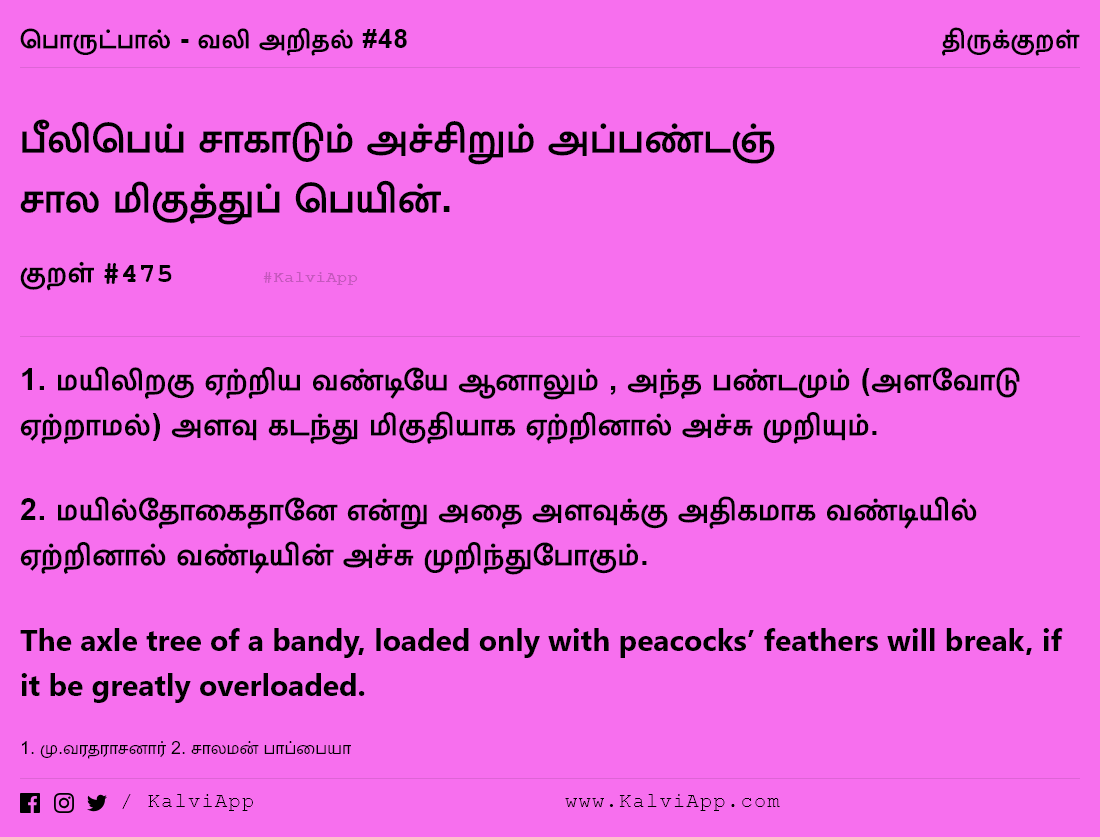 பொருட்பால் - வலி அறிதல் #48 திருக்குறள்
பீலிபெய் சாகாடும் அச்சிறும் அப்பண்டஞ்
சால மிகுத்துப் பெயின்.
குறள் #475 #KalviApp
1. மயிலிறகு ஏற்றிய வண்டியே ஆனாலும் , அந்த பண்டமும் (அளவோடு
ஏற்றாமல்) அளவு கடந்து மிகுதியாக ஏற்றினால் அச்சு முறியும்.
2. மயில்தோகைதானே என்று அதை அளவுக்கு அதிகமாக வண்டியில்
ஏற்றினால் வண்டியின் அச்சு முறிந்துபோகும்.
The axle tree of a bandy, loaded only with peacocks’ feathers will break, if
it be greatly overloaded.
1. மு.வரதராசனார் 2. சாலமன் பாப்பையா
/ KalviApp www.KalviApp.com